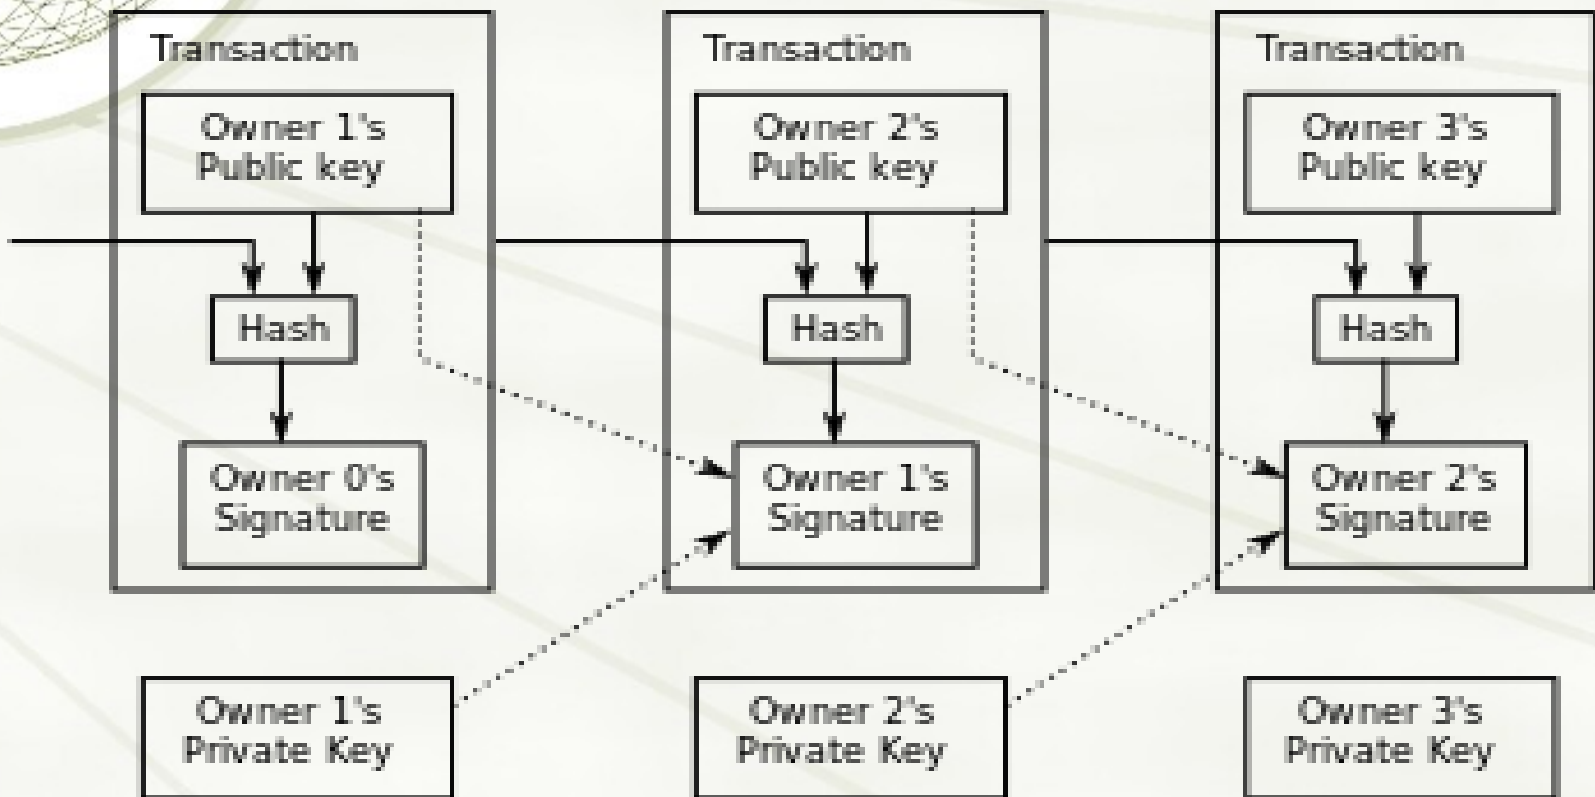 Transaction
Owner 1's
Public key
Hash
Owner 0's
Signature
Owner 1's
Private Key
Transaction
Owner 2's
Public key
Hash
Owner 1's
Signature
Owner 2's
Private Key
Transaction
Owner 3's
Public key
Hash
Owner 2's
Signature
Owner 3's
Private Key